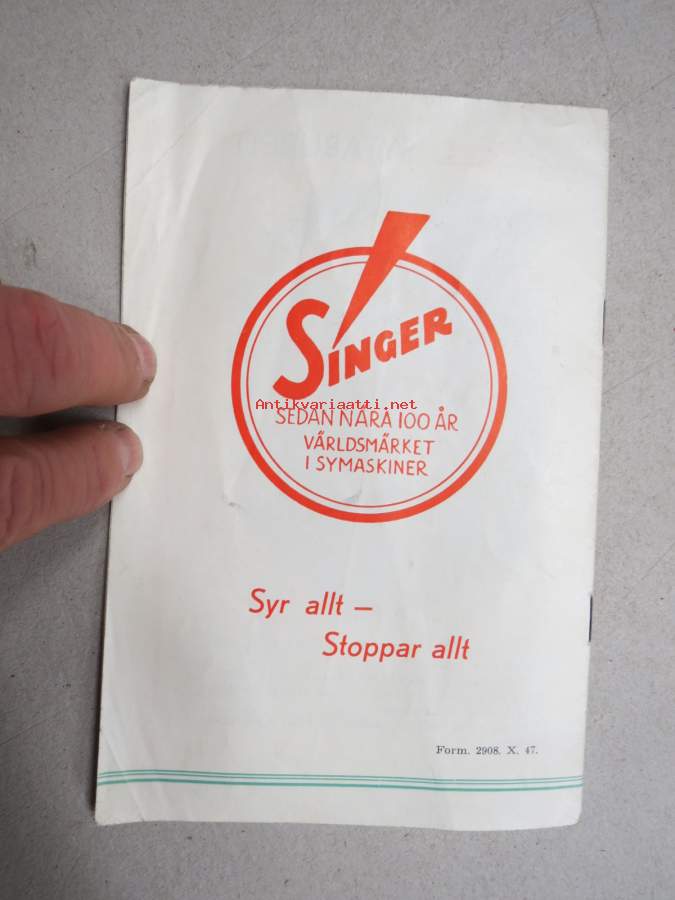 SINGER
Antikvariaatti.net
SEDAN NÄRA 100 ÅR
VÄRLDSMÄRKET
I SYMASKINER
Syr allt –
Stoppar allt
Form. 2908. X. 47.